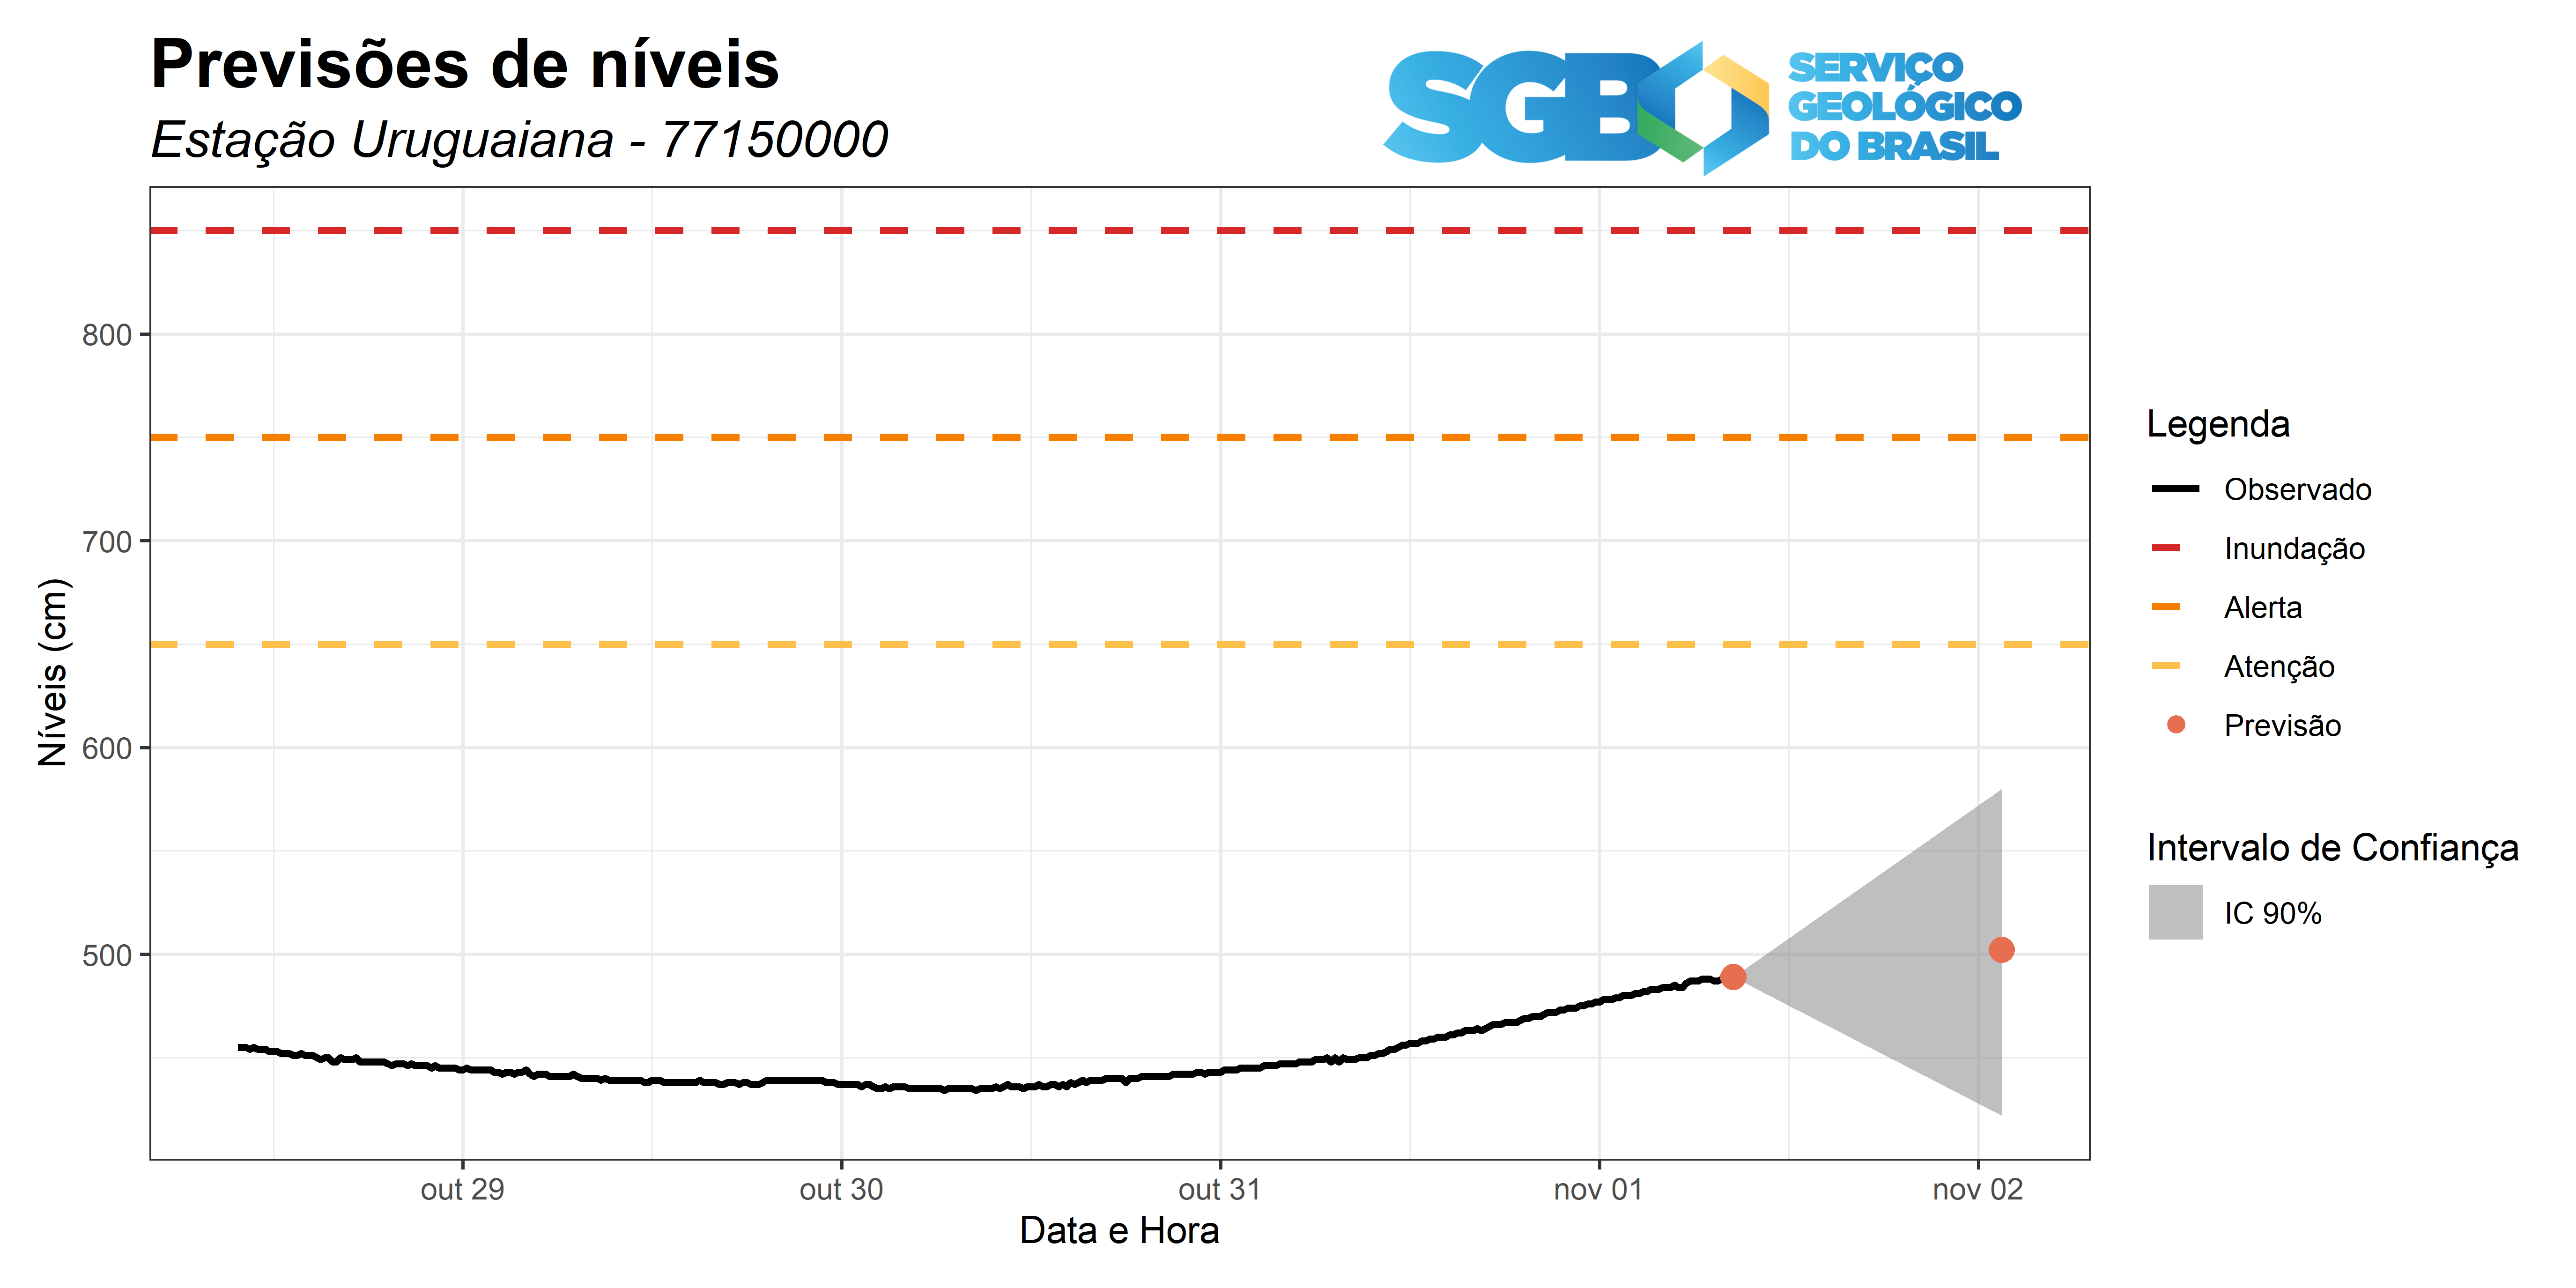 Previsões de níveis
Estação Uruguaiana - 77150000
SGB
SERVIÇO
GEOLÓGICO
DO BRASIL
800
700
600
500
Níveis (cm)
out 29
out 30
out 31
nov 01
nov 02
Data e Hora
Legenda
Observado
Inundação
Alerta
Atenção
Previsão
Intervalo de Confiança
IC 90%